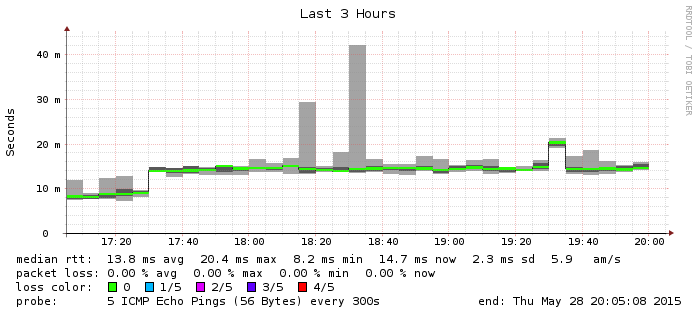 Last 3 Hours
RRDTOOL / TOBI OETIKER
Seconds
40 m
30 m
20 m
10 m
0
17:20 17:40 18:00 18:20 18:40 19:00 19:20 19:40 20:00
median rtt: 13.8 ms avg 20.4 ms max 8.2 ms min 14.7 ms now 2.3 ms sd 5.9 am/s
packet loss: 0.00 % avg 0.00 % max 0.00 % min 0.00 % now
loss color: 0 1/5 2/5 3/5 4/5
probe: 5 ICMP Echo Pings (56 Bytes) every 300s end: Thu May 28 20:05:08 2015